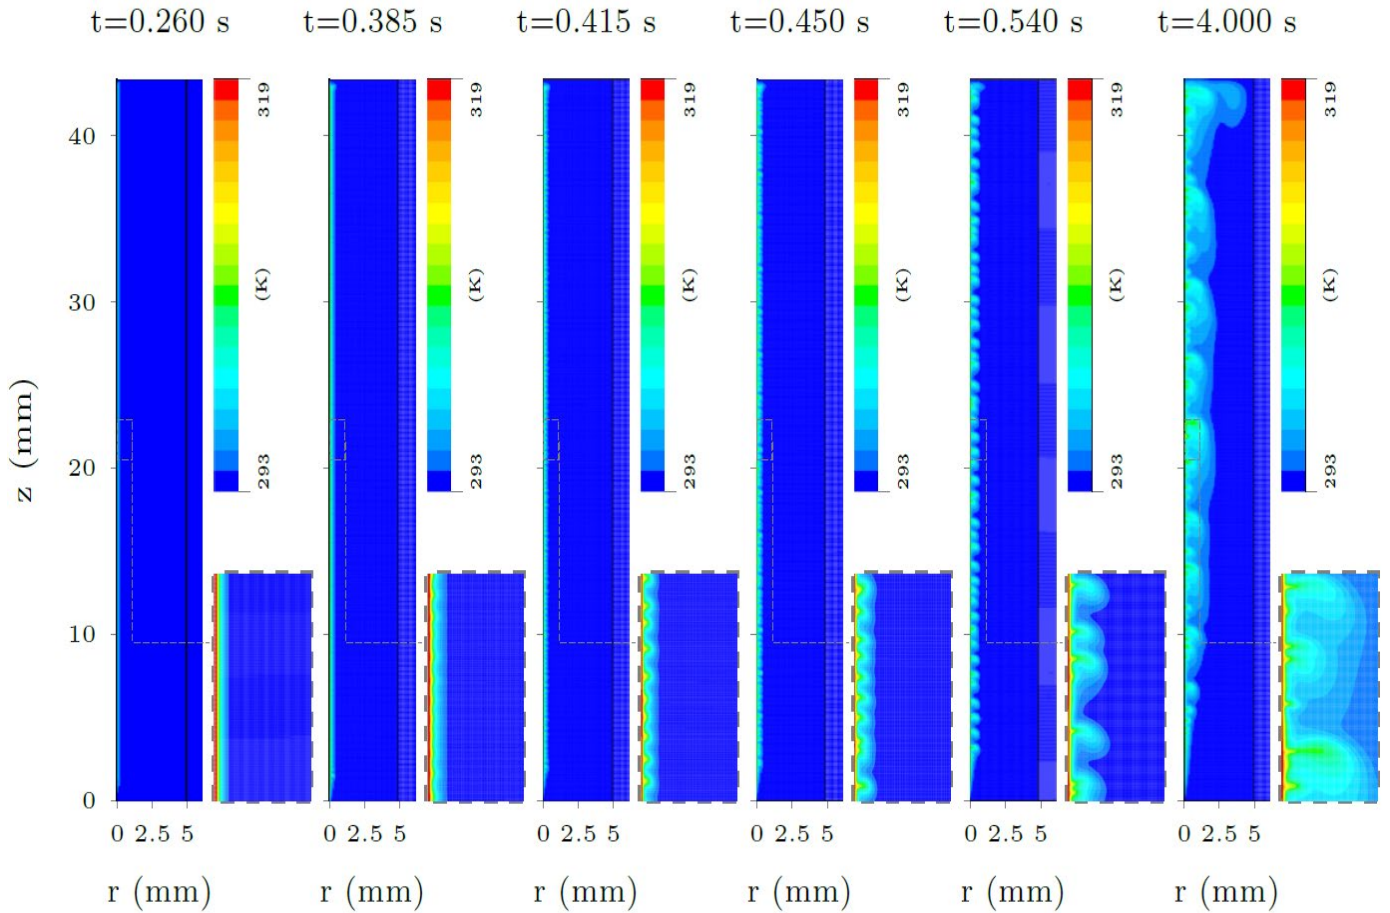 t=0.260 s t=0.385 s t=0.415 s t=0.450 s t=0.540 s t=4.000 s
319 319 319 319 319 319
40
30
(K) (K) (K) (K) (K) (K)
z (mm)
20
293 293 293 293 293 293
10
0
0 2.5 5 0 2.5 5 0 2.5 5 0 2.5 5 0 2.5 5 0 2.5 5
r (mm) r (mm) r (mm) r (mm) r (mm) r (mm)